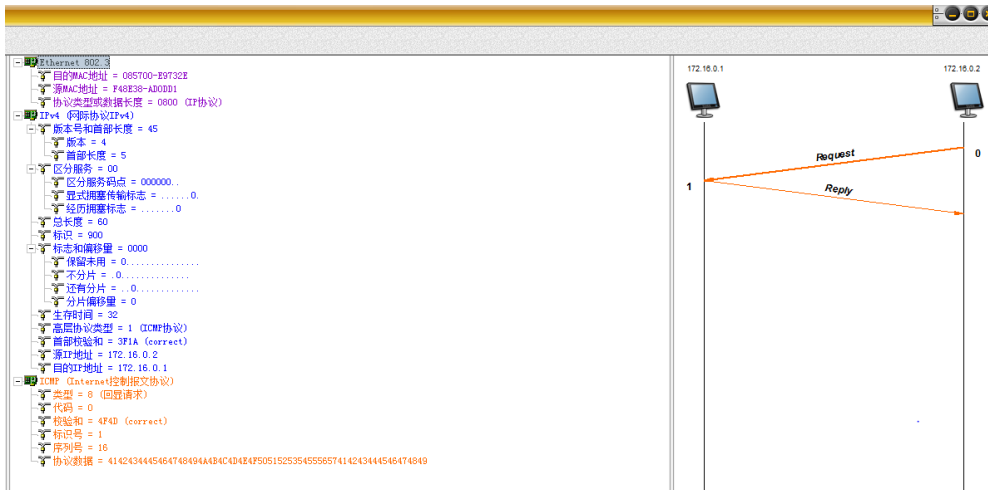 Ethernet 802.3
目的MAC地址 = 085700-E9732E
源MAC地址 = F48E38-AD0DD1
协议类型或数据长度 = 0800 (IP协议)
IPv4 (网际协议IPv4)
版本号和首部长度 = 45
版本 = 4
首部长度 = 5
区分服务 = 00
区分服务码点 = 000000..
显式拥塞传输标志 = ......0.
经历拥塞标志 = .......0
总长度 = 60
标识 = 900
标志和偏移量 = 0000
保留未用 = 0...............
不分片 = .0..............
还有分片 = ..0.............
分片偏移量 = 0
生存时间 = 32
高层协议类型 = 1 (ICMP协议)
首部校验和 = 3F1A (correct)
源IP地址 = 172.16.0.2
目的IP地址 = 172.16.0.1
ICMP (Internet控制报文协议)
类型 = 8 (回显请求)
代码 = 0
校验和 = 4F4D (correct)
标识号 = 1
序列号 = 16
协议数据 = 4142434445464748494A4B4C4D4E4F5051525354555657414243444546474849
172.16.0.1
172.16.0.2
Request
0
1
Reply